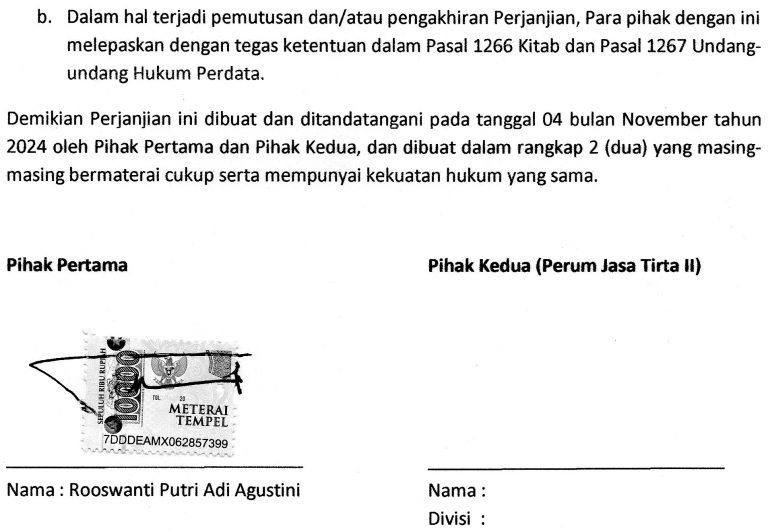 b. Dalam hal terjadi pemutusan dan/atau pengakhiran Perjanjian, Para pihak dengan ini
melepaskan dengan tegas ketentuan dalam Pasal 1266 Kitab dan Pasal 1267 Undang-
undang Hukum Perdata.
Demikian Perjanjian ini dibuat dan ditandatangani pada tanggal 04 bulan November tahun
2024 oleh Pihak Pertama dan Pihak Kedua, dan dibuat dalam rangkap 2 (dua) yang masing-
masing bermaterai cukup serta mempunyai kekuatan hukum yang sama.
Pihak Pertama
Pihak Kedua (Perum Jasa Tirta II)
SEPULUH RIBU RUPIAH
10000
TGL. 20
METERAI
TEMPEL
7DDDEAMX062857399
Nama : Rooswanti Putri Adi Agustini
Nama :
Divisi :